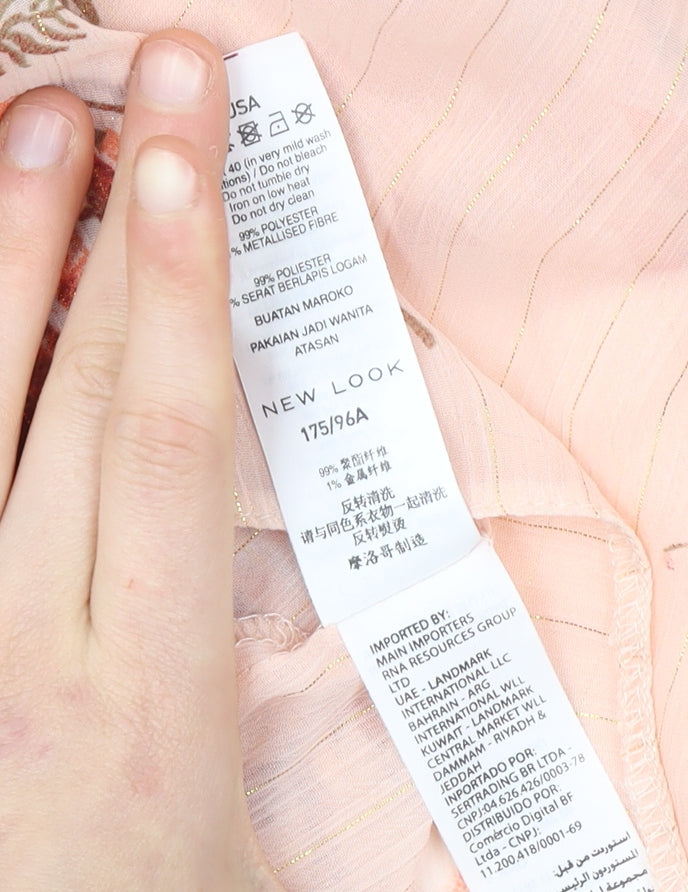 USA
40 (in very mild wash
/ Do not bleach
Do not tumble dry
Iron on low heat
Do not dry clean
99% POLYESTER
% METALLISED FIBRE
99% POLIESTER
% SERAT BERLAPIS LOGAM
BUATAN MAROKO
PAKAIAN JADI WANITA
ATASAN
NEW LOOK
175/96A
99% 聚酯纤维
1% 金属纤维
反转清洗
请与同色系衣物一起清洗
反转熨烫
摩洛哥制造
IMPORTED BY:
MAIN IMPORTERS
RNA RESOURCES GROUP
LTD
UAE - LANDMARK
INTERNATIONAL LLC
BAHRAIN - ARG
INTERNATIONAL WLL
KUWAIT - LANDMARK
CENTRAL MARKET WLL
DAMMAM - RIYADH &
JEDDAH
INPORTADO POR:
SERTRADING BR LTDA -
CNPJ:04.626.426/0003-78
DISTRIBUIDO POR:
Comércio Digital BF
Ltda - CNPJ:
11.200.418/0001-69
استوردت من قبل: